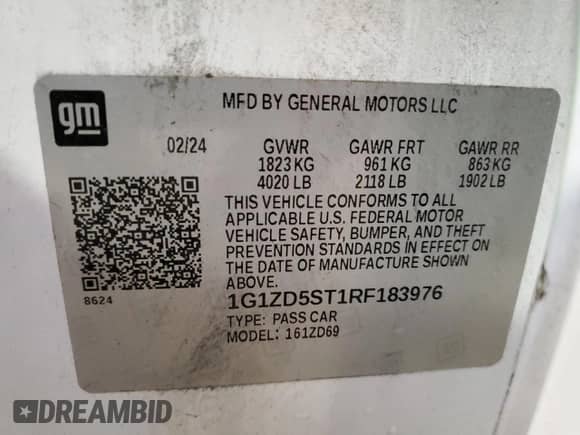 gm
MFD BY GENERAL MOTORS LLC
02/24 GVWR GAWR FRT GAWR RR
1823 KG 961 KG 863 KG
4020 LB 2118 LB 1902 LB
THIS VEHICLE CONFORMS TO ALL
APPLICABLE U.S. FEDERAL MOTOR
VEHICLE SAFETY, BUMPER, AND THEFT
PREVENTION STANDARDS IN EFFECT ON
THE DATE OF MANUFACTURE SHOWN
ABOVE.
8624
1G1ZD5ST1RF183976
TYPE: PASS CAR
MODEL: 161ZD69
DREAMBID